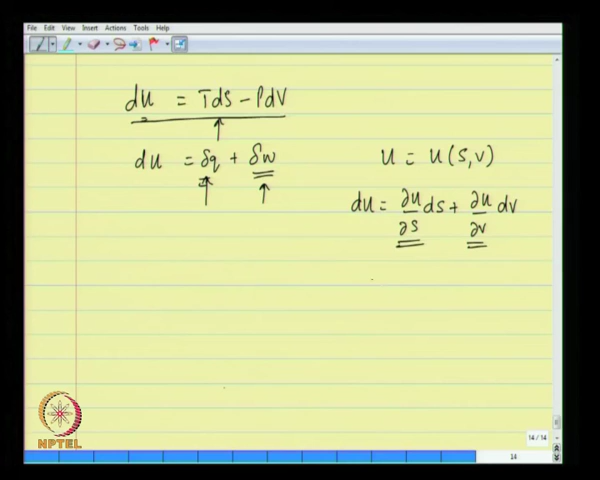 File Edit View Insert Actions Tools Help
du = Tds - PdV
du = δq + δw
U = U(S,V)
du = ∂U/∂S ds + ∂U/∂V dV
NPTEL
14 / 14
14